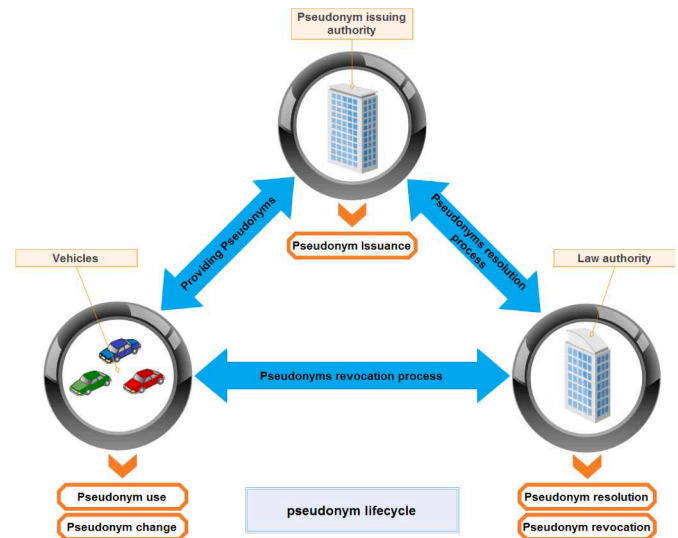 Pseudonym issuing
authority
Providing Pseudonyms
Pseudonyms resolution
process
Pseudonym Issuance
Vehicles
Law authority
Pseudonyms revocation process
Pseudonym use
Pseudonym change
pseudonym lifecycle
Pseudonym resolution
Pseudonym revocation